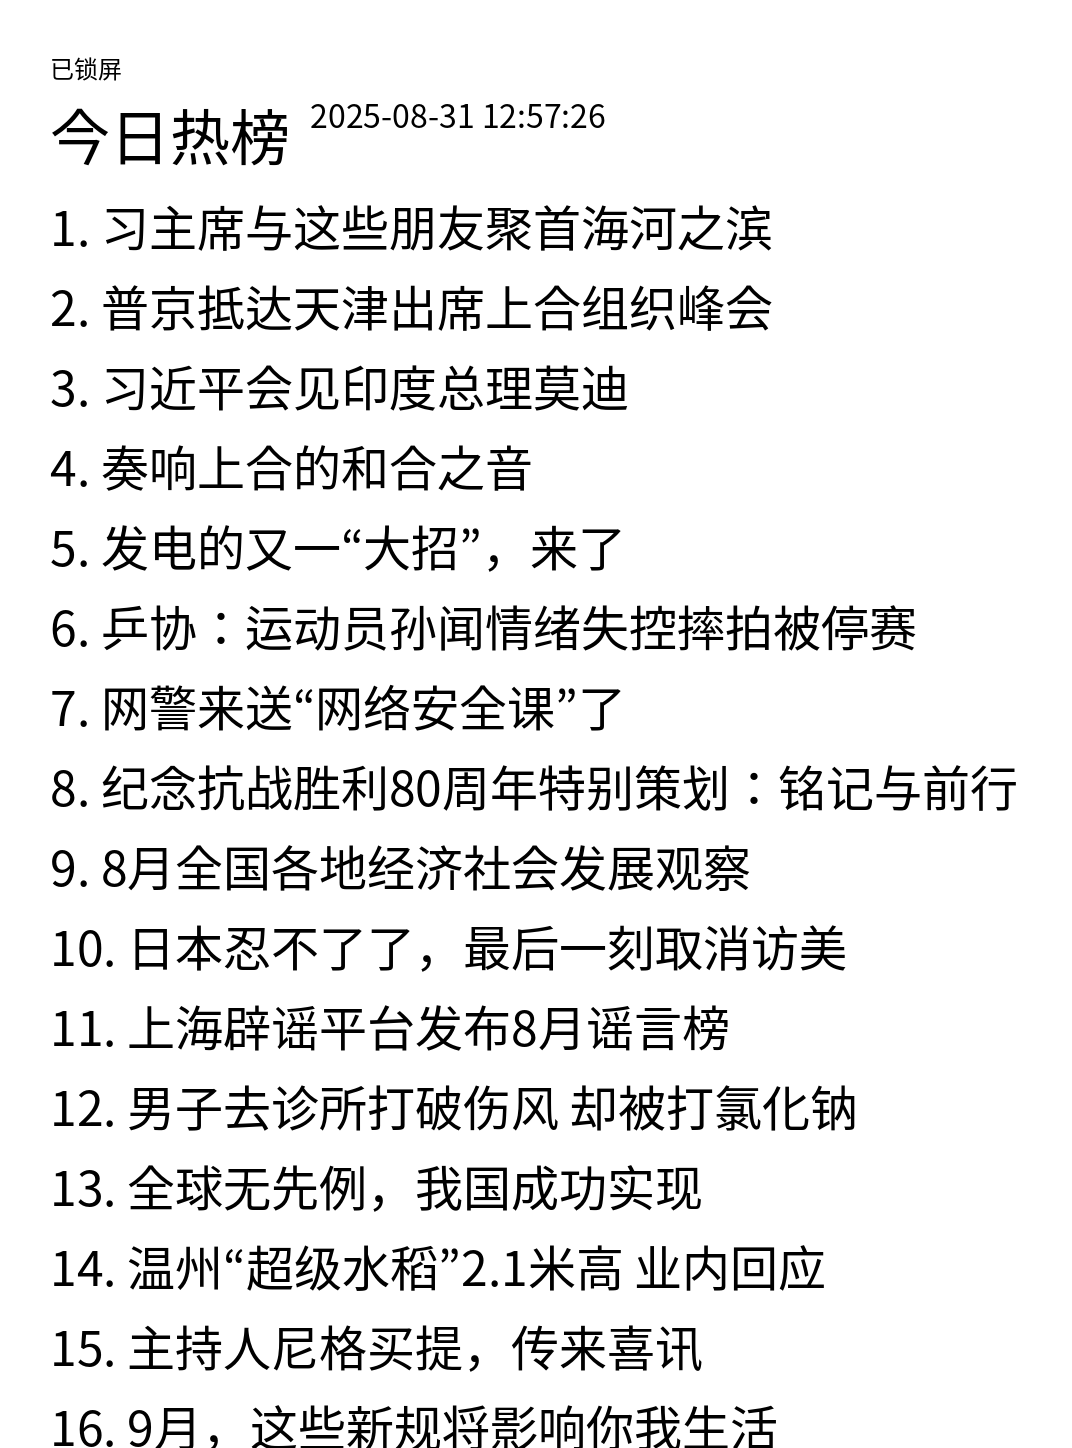 已锁屏
今日热榜 2025-08-31 12:57:26
1. 习主席与这些朋友聚首海河之滨
2. 普京抵达天津出席上合组织峰会
3. 习近平会见印度总理莫迪
4. 奏响上合的和合之音
5. 发电的又一“大招”，来了
6. 乒协：运动员孙闻情绪失控摔拍被停赛
7. 网警来送“网络安全课”了
8. 纪念抗战胜利80周年特别策划：铭记与前行
9. 8月全国各地经济社会发展观察
10. 日本忍不了了，最后一刻取消访美
11. 上海辟谣平台发布8月谣言榜
12. 男子去诊所打破伤风 却被打氯化钠
13. 全球无先例，我国成功实现
14. 温州“超级水稻”2.1米高 业内回应
15. 主持人尼格买提，传来喜讯
16. 9月，这些新规将影响你我生活